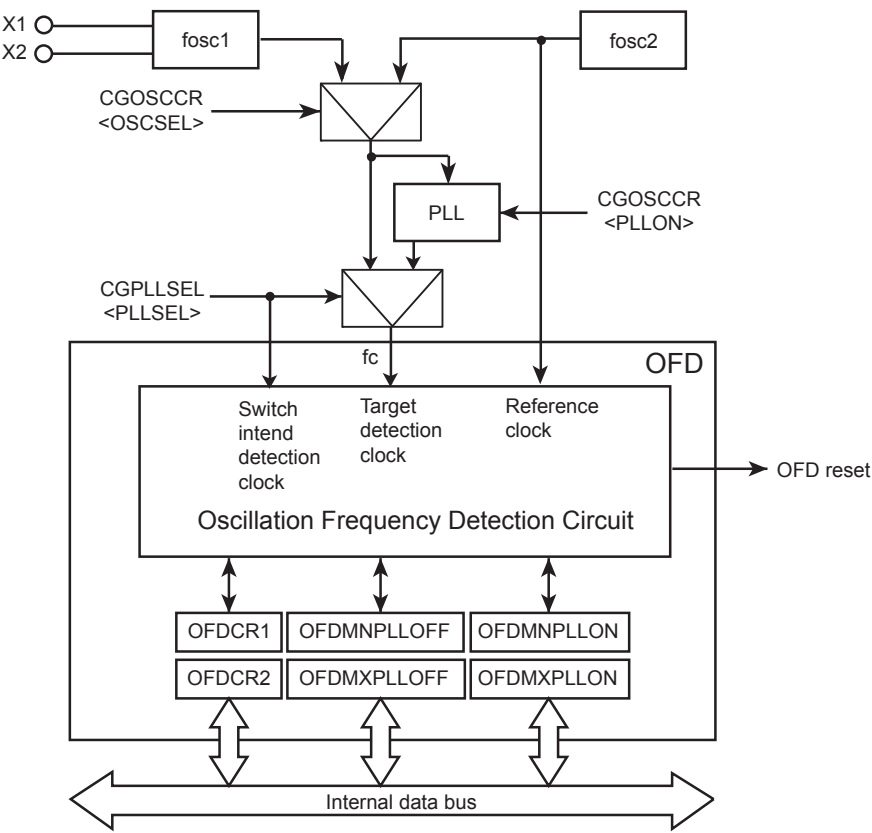 X1
X2
fosc1
fosc2
CGOSCCR
<OSCSEL>
PLL
CGOSCCR
<PLLON>
CGPLLSEL
<PLLSEL>
fc
OFD
Switch
intend
detection
clock
Target
detection
clock
Reference
clock
OFD reset
Oscillation Frequency Detection Circuit
OFDCR1
OFDMNPLLOFF
OFDMNPLLON
OFDCR2
OFDMXPLLOFF
OFDMXPLLON
Internal data bus